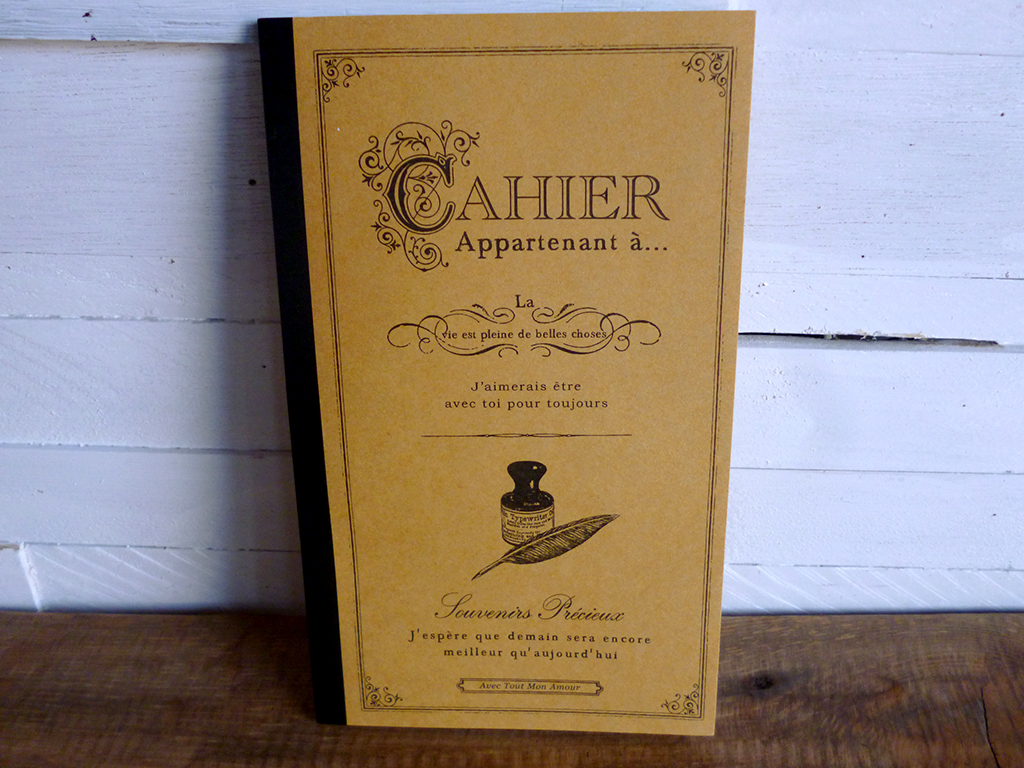 CAHIER
Appartenant à...
La
vie est pleine de belles choses
J'aimerais être
avec toi pour toujours
Typewriter
Souvenirs Précieux
J'espère que demain sera encore
meilleur qu'aujourd'hui
Avec Tout Mon Amour